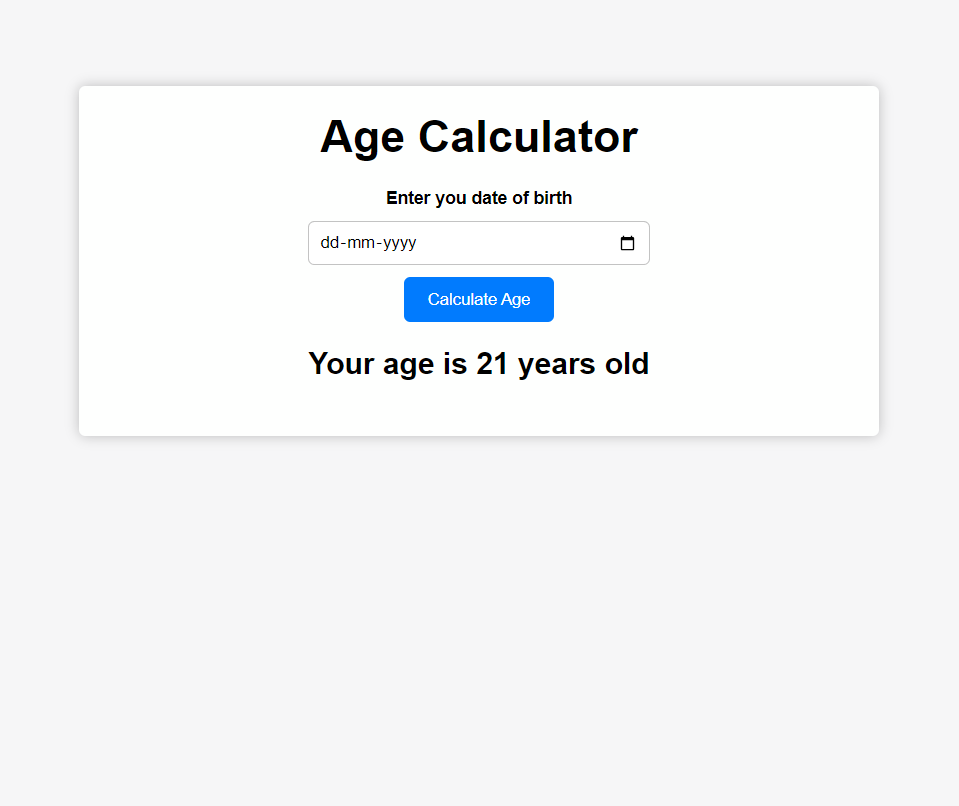 Age Calculator
Enter you date of birth
dd-mm-yyyy
Calculate Age
Your age is 21 years old